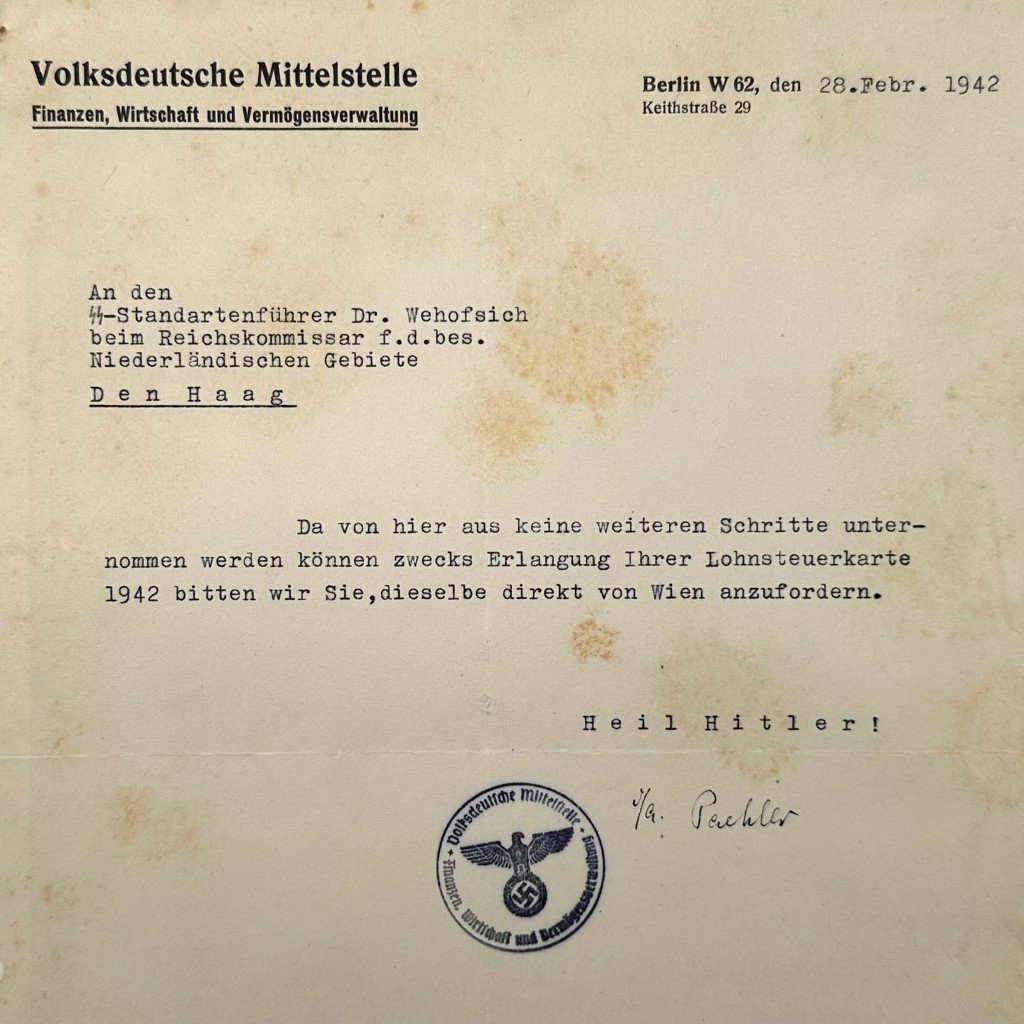 Volksdeutsche Mittelstelle
Finanzen, Wirtschaft und Vermögensverwaltung
Berlin W 62, den 28.Febr. 1942
Keithstraße 29
An den
SS-Standartenführer Dr. Wehofsich
beim Reichskommissar f.d.bes.
Niederländischen Gebiete
Den Haag
Da von hier aus keine weiteren Schritte unter-
nommen werden können zwecks Erlangung Ihrer Lohnsteuerkarte
1942 bitten wir Sie,dieselbe direkt von Wien anzufordern.
Heil Hitler!
i/a. Pachler
Volksdeutsche Mittelstelle
Finanzen, Wirtschaft und Vermögensverwaltung